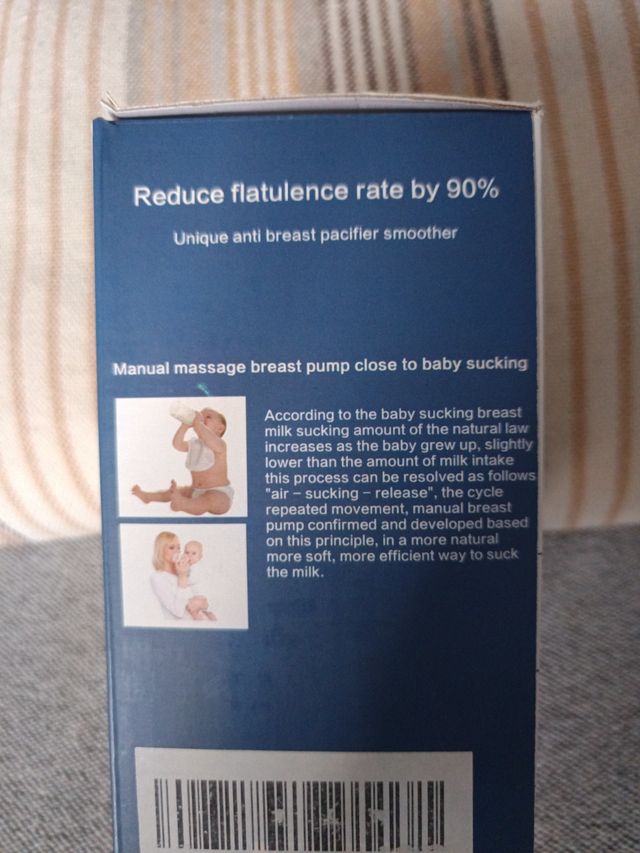 Reduce flatulence rate by 90%
Unique anti breast pacifier smoother
Manual massage breast pump close to baby sucking
According to the baby sucking breast
milk sucking amount of the natural law
increases as the baby grew up, slightly
lower than the amount of milk intake
this process can be resolved as follows
"air – sucking – release", the cycle
repeated movement, manual breast
pump confirmed and developed based
on this principle, in a more natural
more soft, more efficient way to suck
the milk.